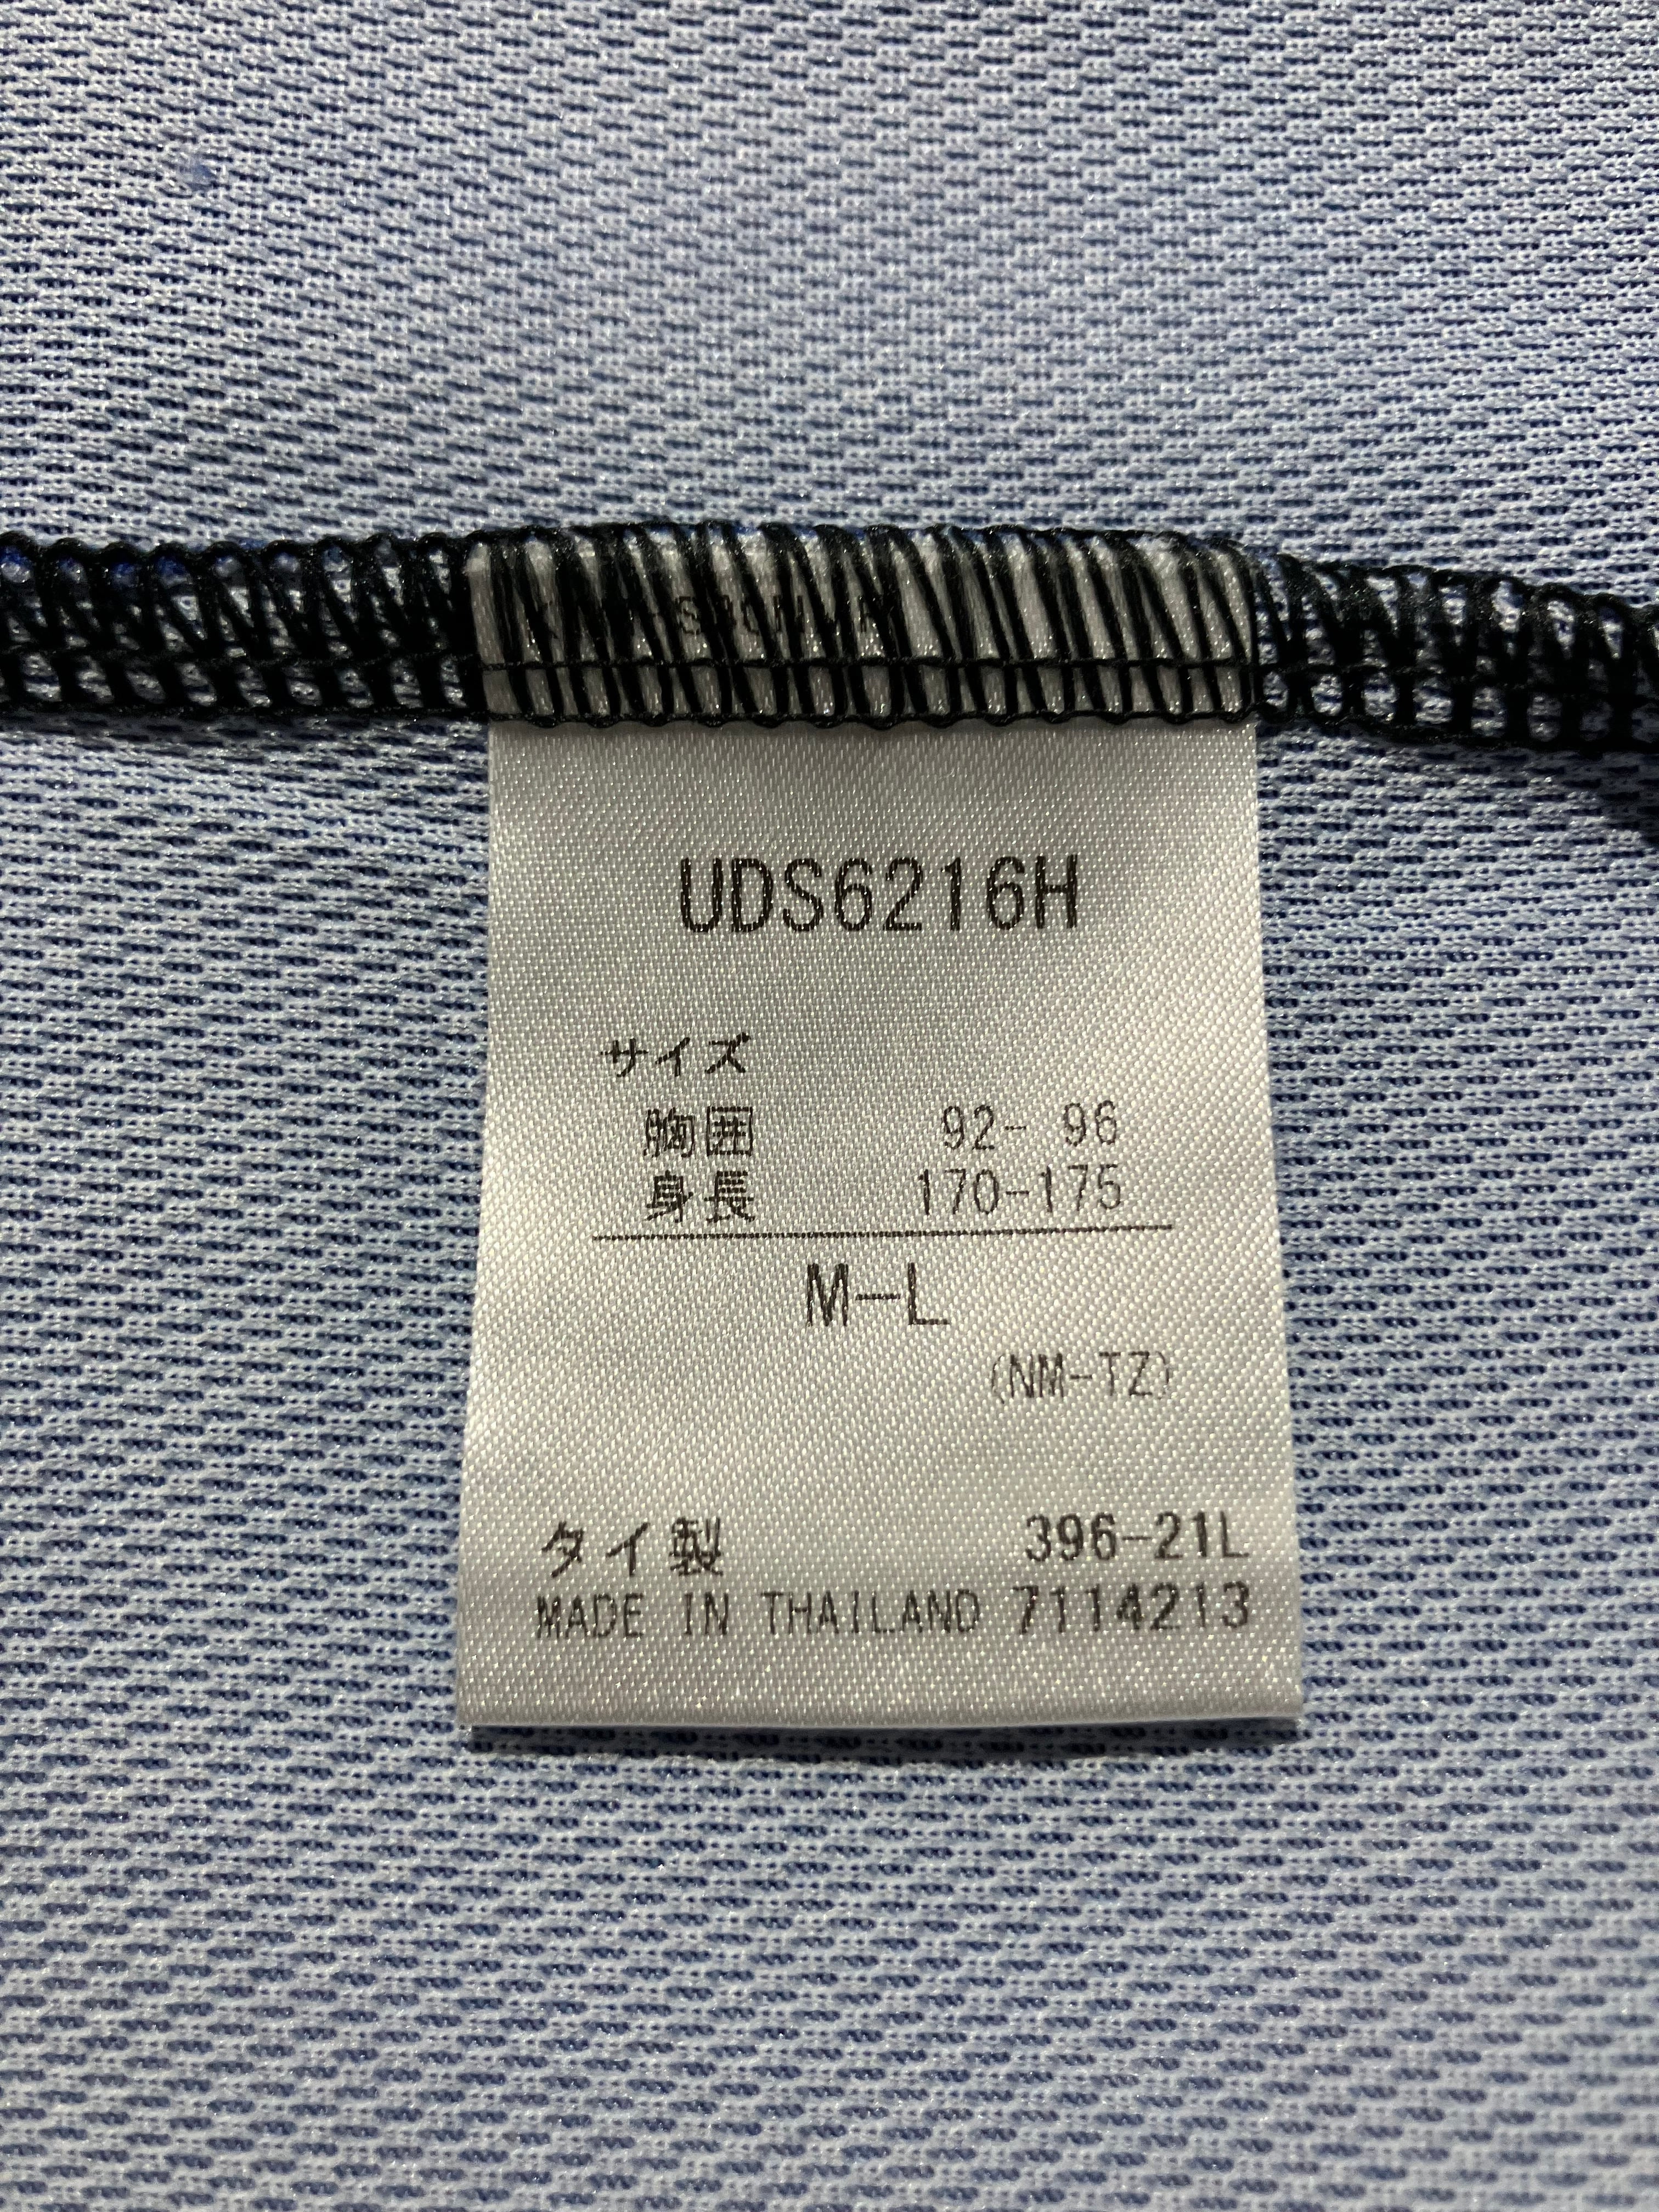 UDS6216H
サイズ
胸囲 92- 96
身長 170-175
M-L
(NM-TZ)
タイ製 396-21L
MADE IN THAILAND 7114213